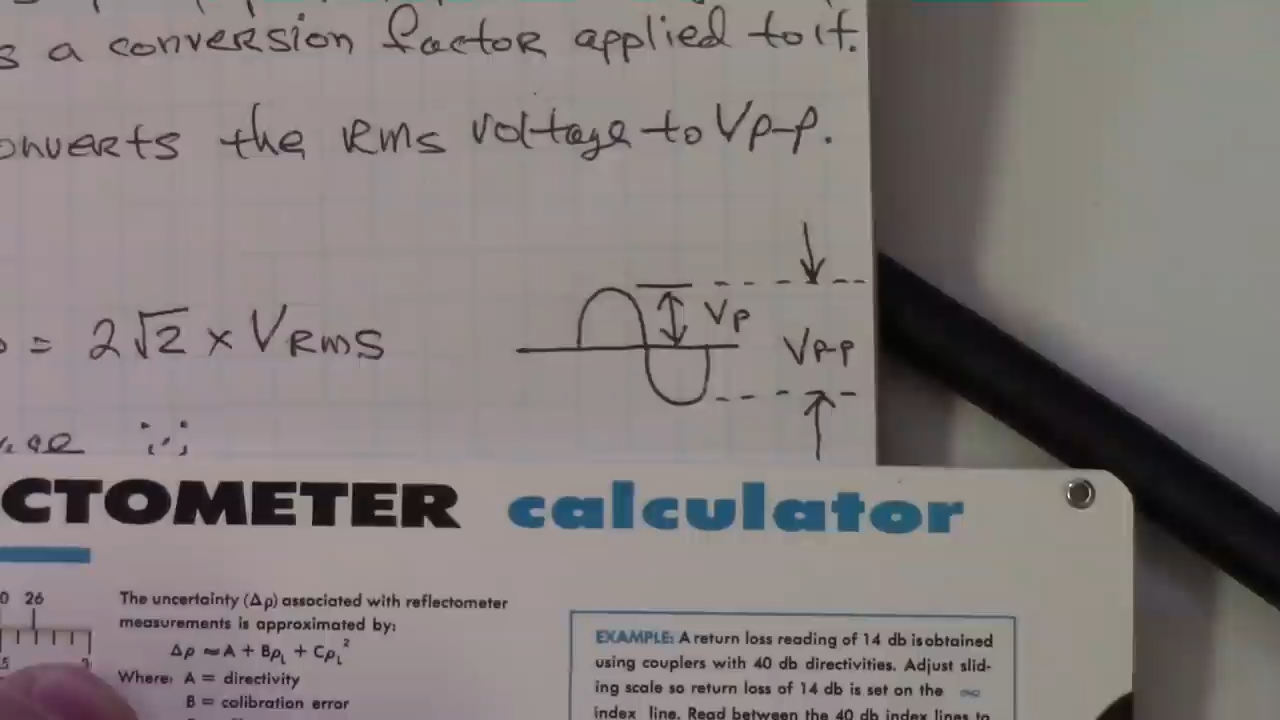 s a conversion factor applied to it.
onverts the Rms voltage to Vp-p.
= 2√2 × VRms
Vp
Vp-p
CTOMETER calculator
0 26
The uncertainty (Δρ) associated with reflectometer
measurements is approximated by:
Δρ ≈ A + BρL + CρL²
Where: A = directivity
B = calibration error
EXAMPLE: A return loss reading of 14 db is obtained
using couplers with 40 db directivities. Adjust slid-
ing scale so return loss of 14 db is set on the ∞
index line. Read between the 40 db index lines to